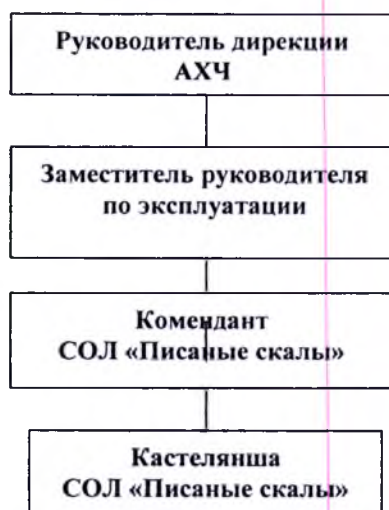 Руководитель дирекции
АХЧ
Заместитель руководителя
по эксплуатации
Комендант
СОЛ «Писаные скалы»
Кастелянша
СОЛ «Писаные скалы»